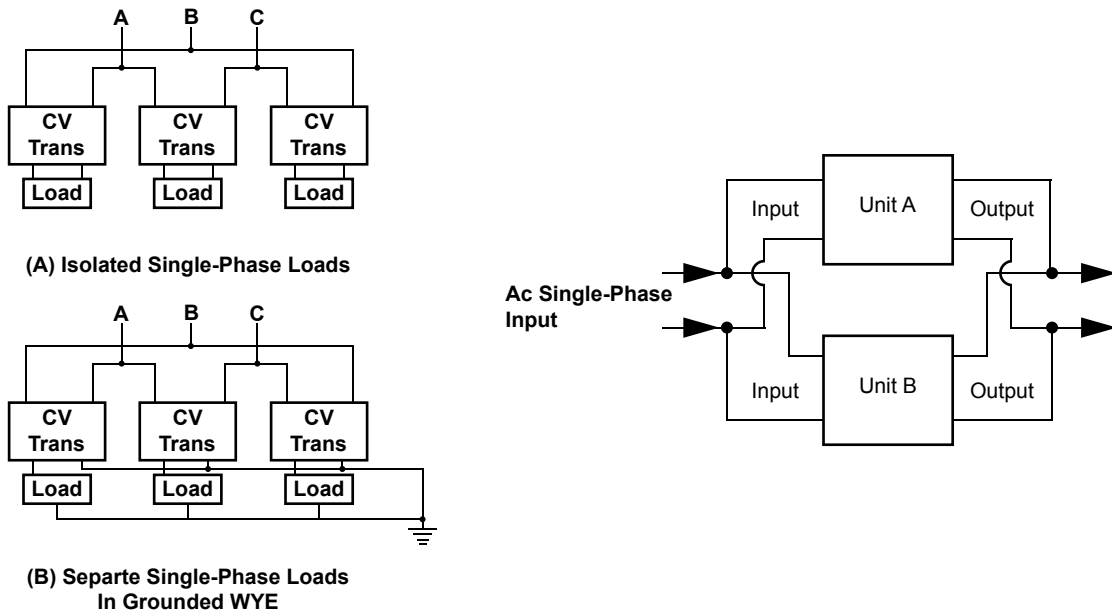 A B C
CV Trans
CV Trans
CV Trans
Load
Load
Load
(A) Isolated Single-Phase Loads
A B C
CV Trans
CV Trans
CV Trans
Load
Load
Load
(B) Separte Single-Phase Loads
In Grounded WYE
Input
Unit A
Output
Ac Single-Phase
Input
Input
Unit B
Output